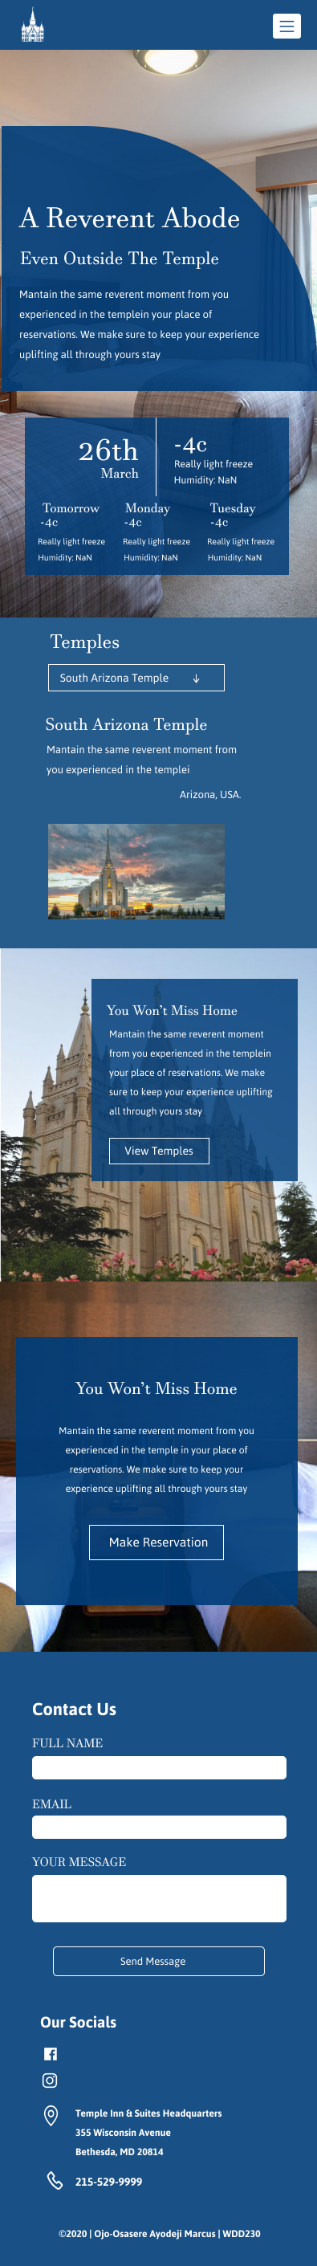 A Reverent Abode
Even Outside The Temple
Mantain the same reverent moment from you
experienced in the templein your place of
reservations. We make sure to keep your experience
uplifting all through yours stay
26th
March
-4c
Really light freeze
Humidity: NaN
Tomorrow
-4c
Really light freeze
Humidity: NaN
Monday
-4c
Really light freeze
Humidity: NaN
Tuesday
-4c
Really light freeze
Humidity: NaN
Temples
South Arizona Temple ↓
South Arizona Temple
Mantain the same reverent moment from
you experienced in the templei
Arizona, USA.
You Won't Miss Home
Mantain the same reverent moment
from you experienced in the templein
your place of reservations. We make
sure to keep your experience uplifting
all through yours stay
View Temples
You Won't Miss Home
Mantain the same reverent moment from you
experienced in the temple in your place of
reservations. We make sure to keep your
experience uplifting all through yours stay
Make Reservation
Contact Us
FULL NAME
EMAIL
YOUR MESSAGE
Send Message
Our Socials
Temple Inn & Suites Headquarters
355 Wisconsin Avenue
Bethesda, MD 20814
215-529-9999
©2020 | Ojo-Osasere Ayodeji Marcus | WDD230